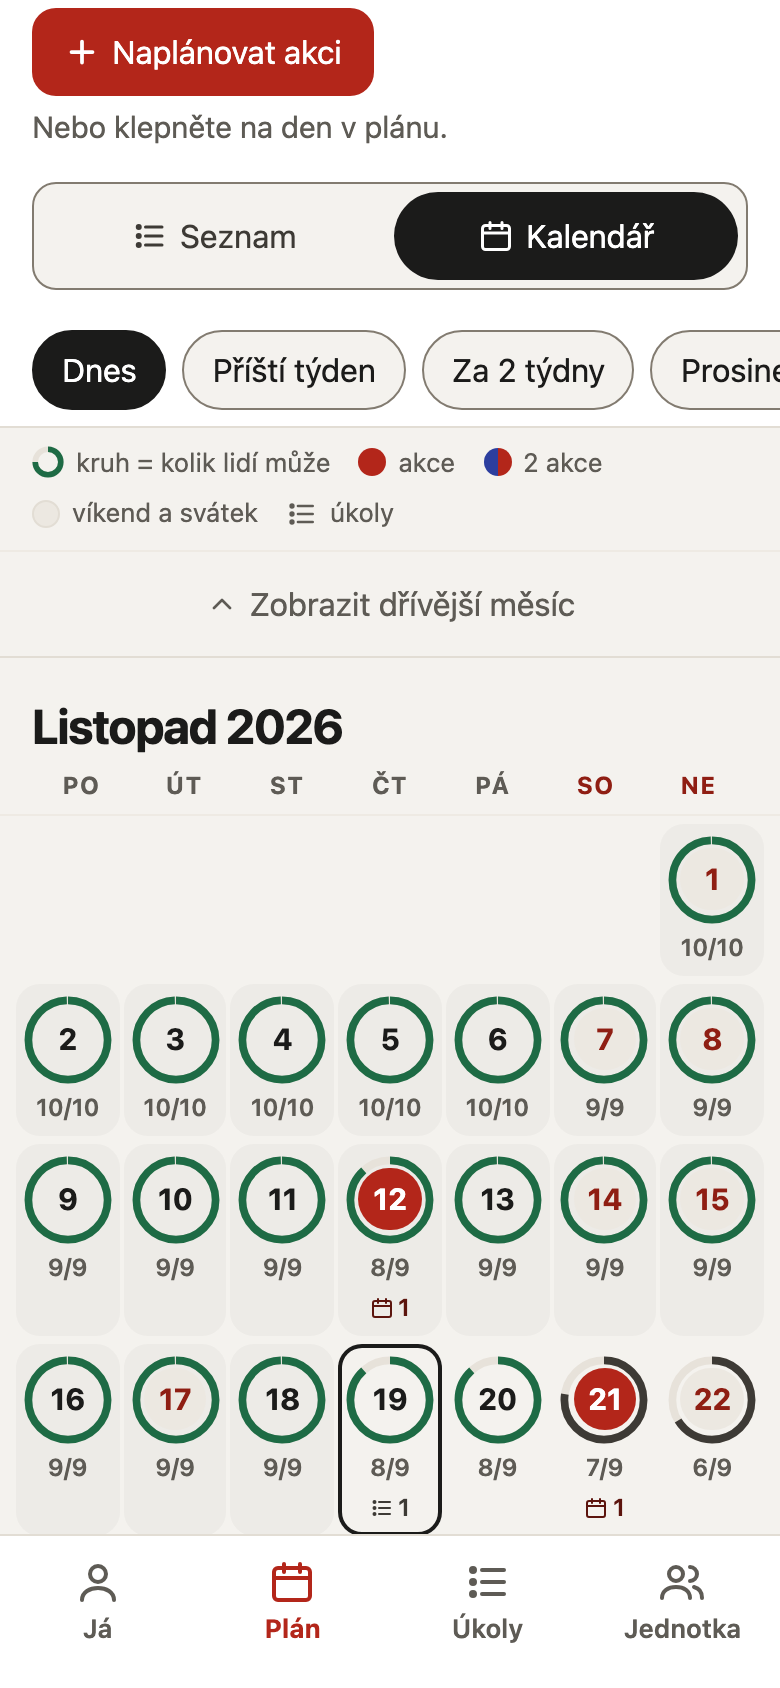 Naplánovat akci
Nebo klepněte na den v plánu.
Seznam Kalendář
Dnes Příští týden Za 2 týdny Prosine
kruh = kolik lidí může akce 2 akce
víkend a svátek úkoly
Zobrazit dřívější měsíc
Listopad 2026
PO ÚT ST ČT PÁ SO NE
1
10/10
2 3 4 5 6 7 8
10/10 10/10 10/10 10/10 10/10 9/9 9/9
9 10 11 12 13 14 15
9/9 9/9 9/9 8/9 9/9 9/9 9/9
1
16 17 18 19 20 21 22
9/9 9/9 9/9 8/9 8/9 7/9 6/9
1 1
Já Plán Úkoly Jednotka